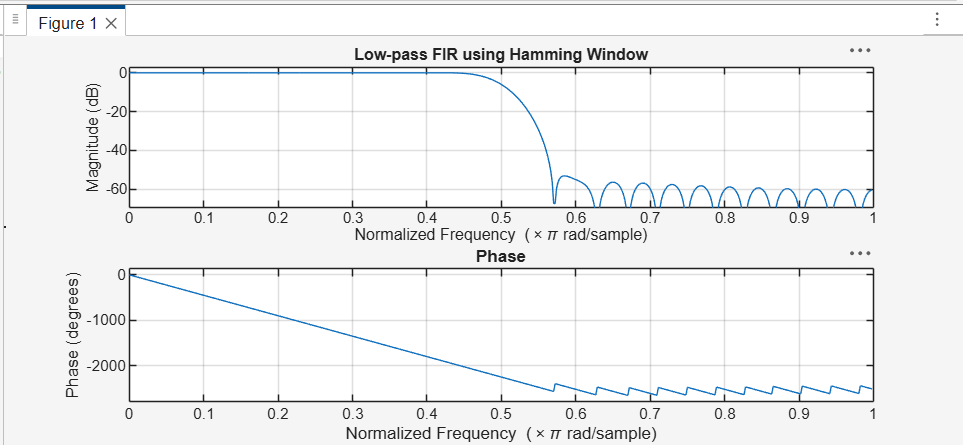 Figure 1
Low-pass FIR using Hamming Window
Magnitude (dB)
0
-20
-40
-60
0 0.1 0.2 0.3 0.4 0.5 0.6 0.7 0.8 0.9 1
Normalized Frequency (× π rad/sample)
Phase
Phase (degrees)
0
-1000
-2000
0 0.1 0.2 0.3 0.4 0.5 0.6 0.7 0.8 0.9 1
Normalized Frequency (× π rad/sample)